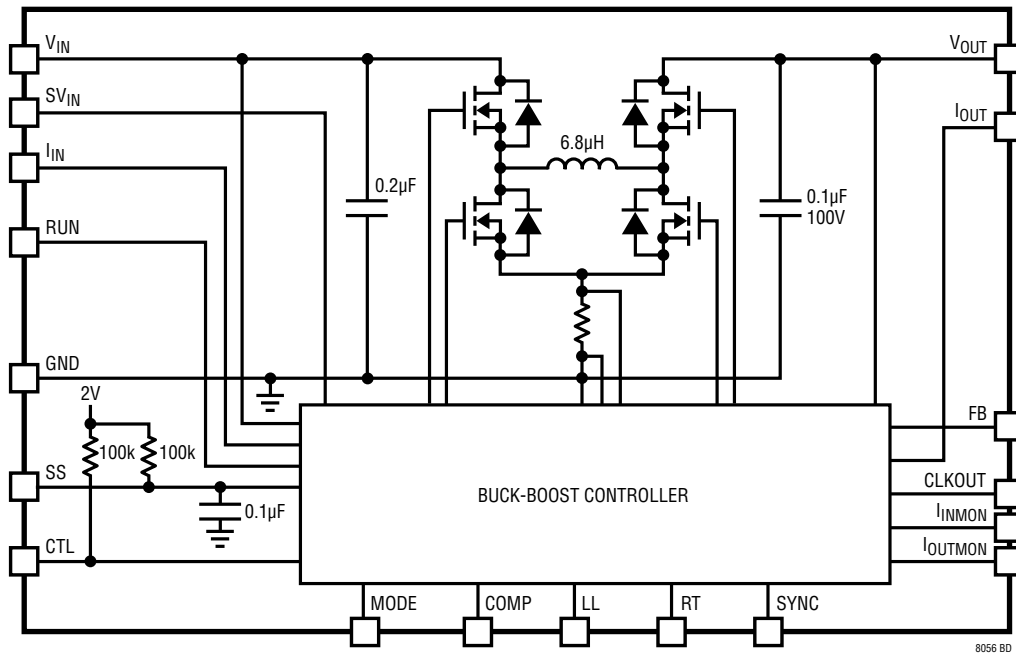 VIN
VOUT
SVIN
IOUT
IIN
6.8µH
0.2µF
0.1µF
100V
RUN
GND
2V
FB
100k
100k
SS
CLKOUT
BUCK-BOOST CONTROLLER
0.1µF
IINMON
CTL
IOUTMON
MODE
COMP
LL
RT
SYNC
8056 BD